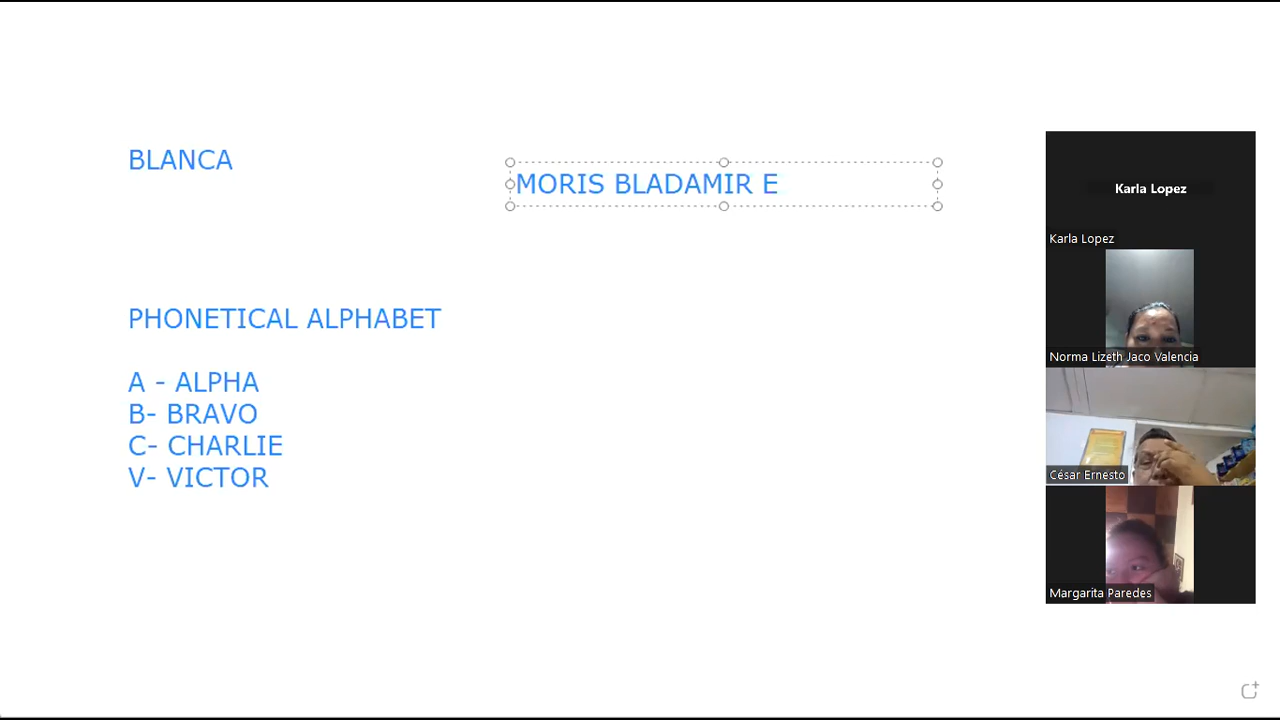 BLANCA
MORIS BLADAMIR E
PHONETICAL ALPHABET
A - ALPHA
B- BRAVO
C- CHARLIE
V- VICTOR
Karla Lopez
Karla Lopez
Norma Lizeth Jaco Valencia
César Ernesto
Margarita Paredes